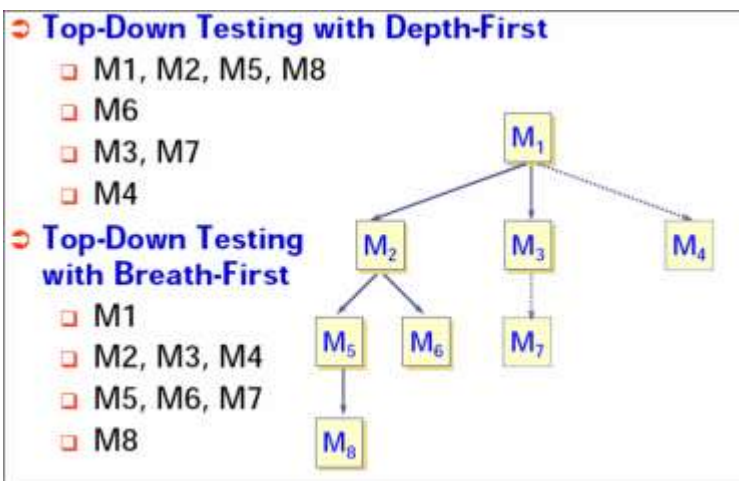 Top-Down Testing with Depth-First
M1, M2, M5, M8
M6
M3, M7
M4
Top-Down Testing
with Breath-First
M1
M2, M3, M4
M5, M6, M7
M8
M₁
M₂ M₃ M₄
M₅ M₆ M₇
M₈